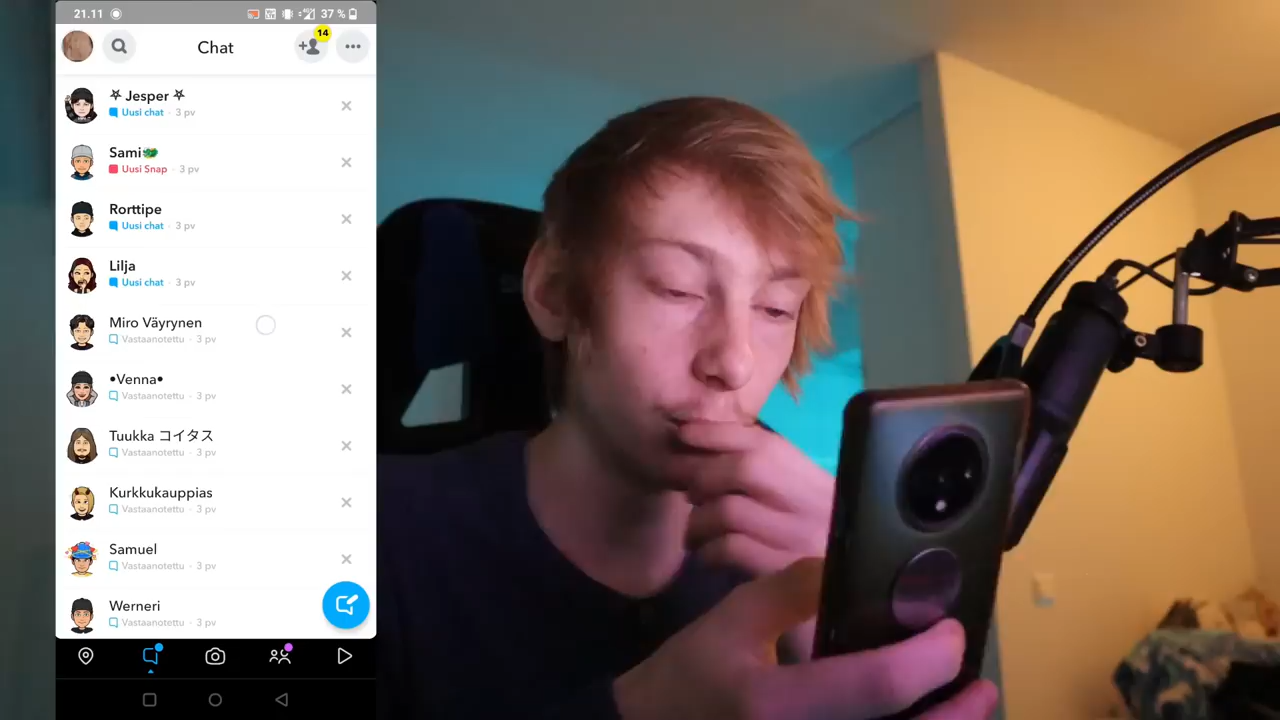 21.11
4G
37 %
Chat
14
⛧ Jesper ⛧
Uusi chat · 3 pv
Sami🐲
Uusi Snap · 3 pv
Rorttipe
Uusi chat · 3 pv
Lilja
Uusi chat · 3 pv
Miro Väyrynen
Vastaanotettu · 3 pv
•Venna•
Vastaanotettu · 3 pv
Tuukka コイタス
Vastaanotettu · 3 pv
Kurkkukauppias
Vastaanotettu · 3 pv
Samuel
Vastaanotettu · 3 pv
Werneri
Vastaanotettu · 3 pv